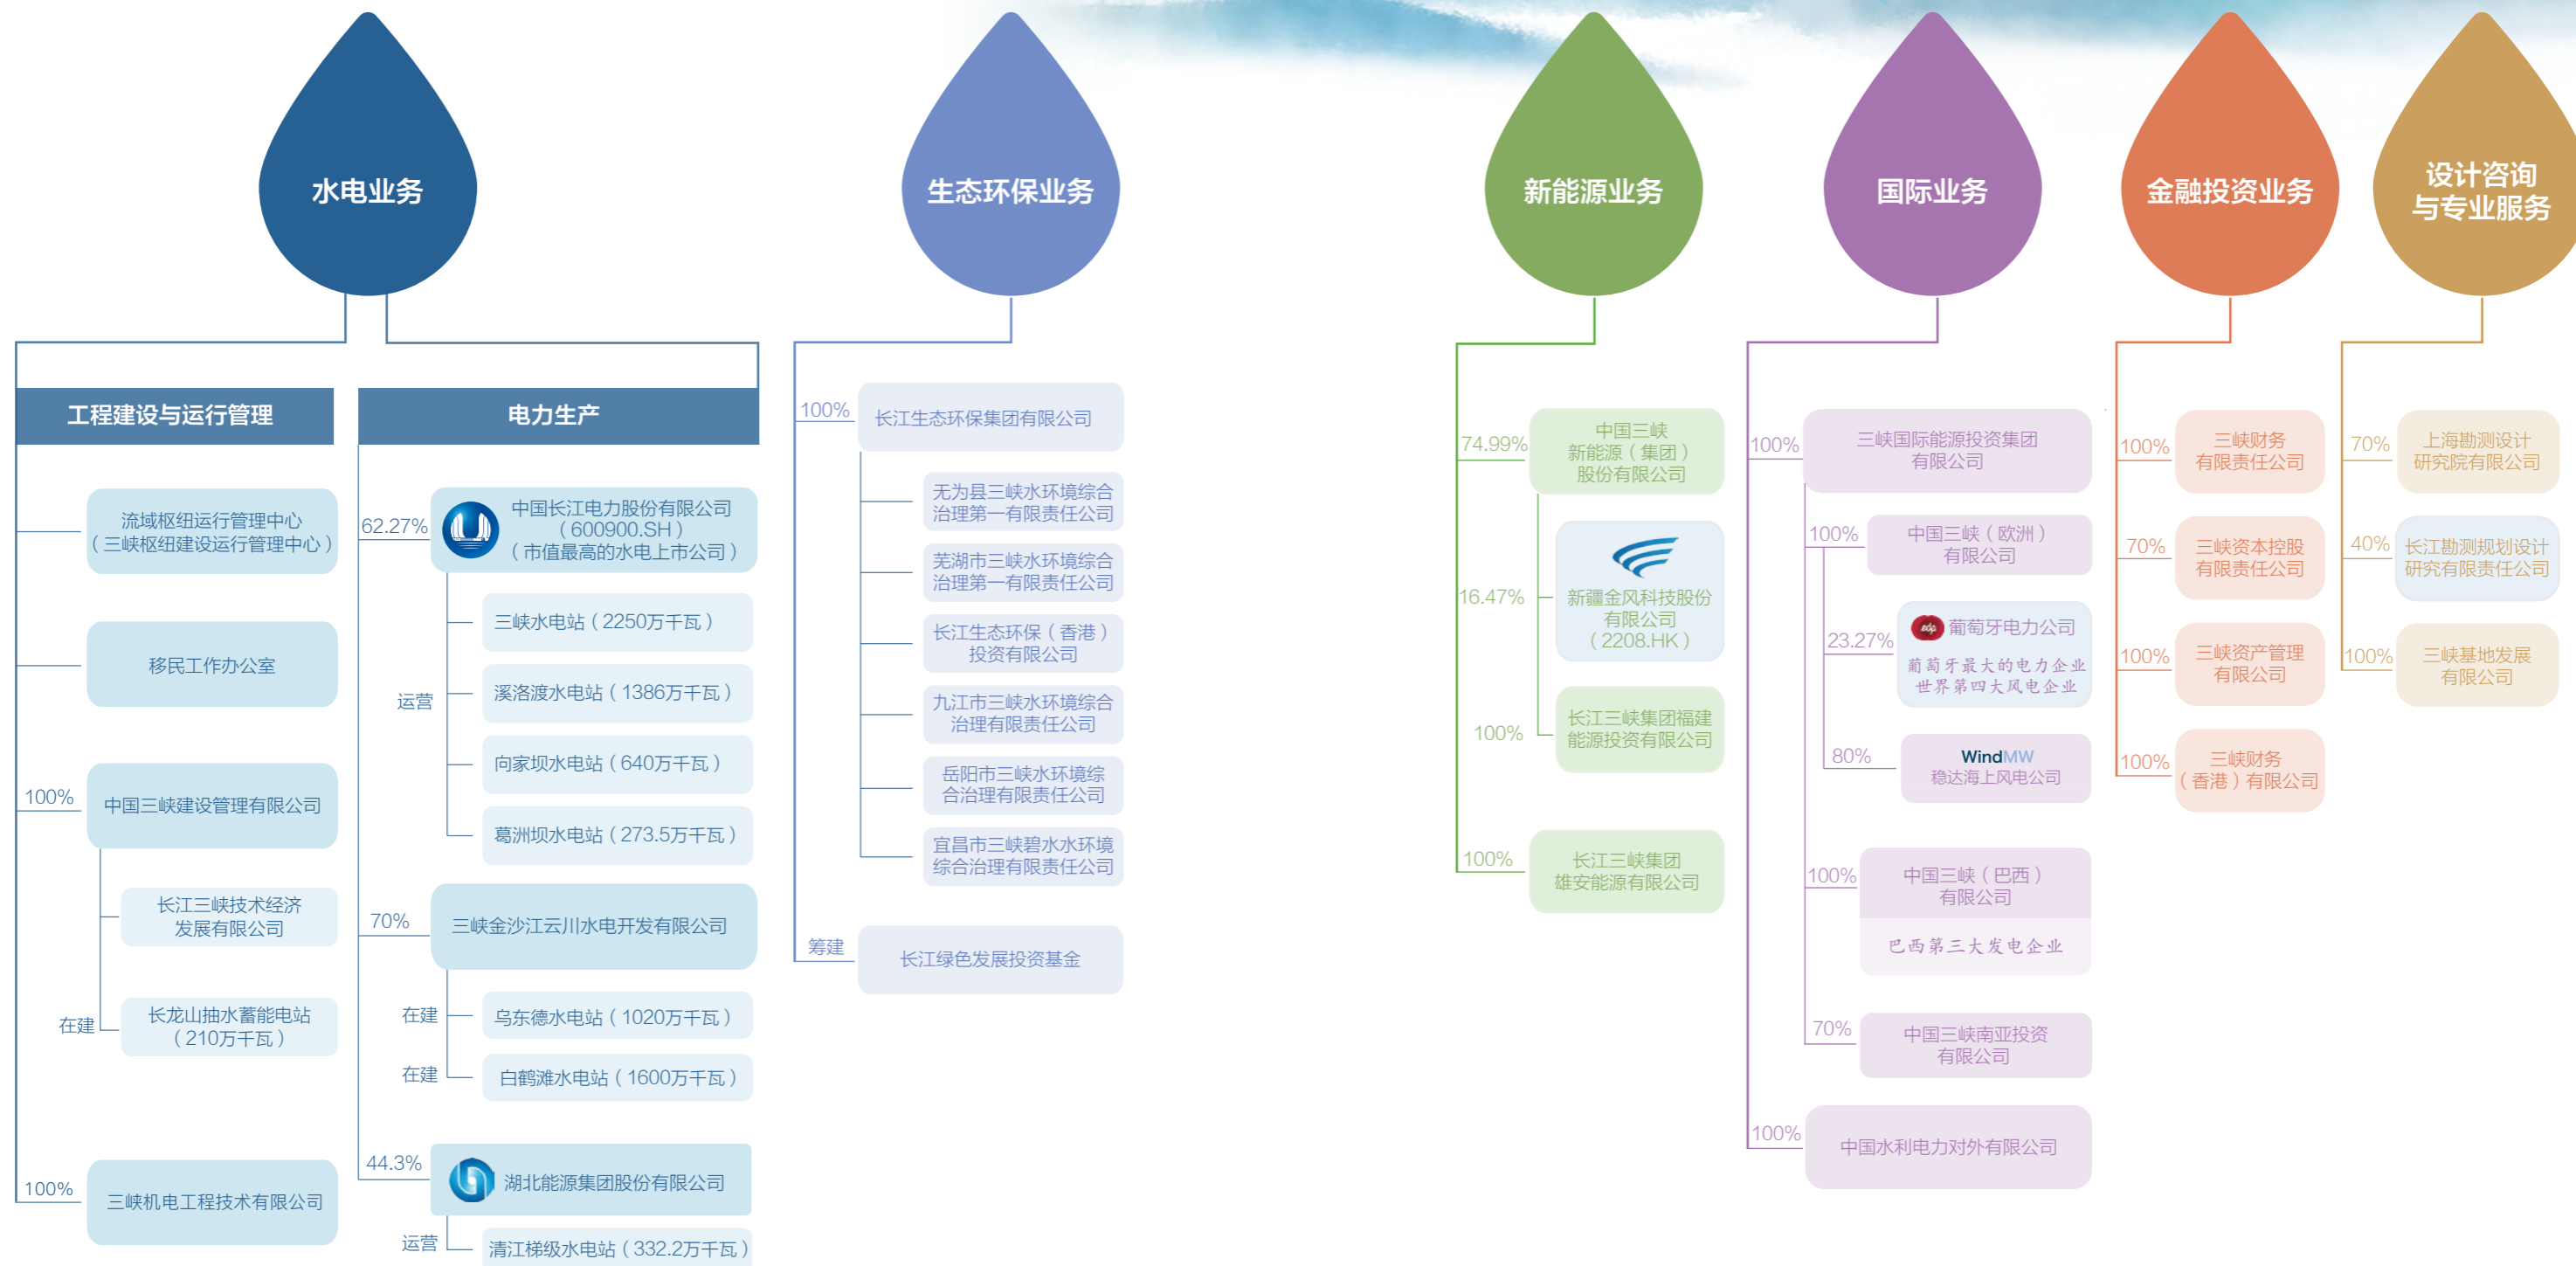 水电业务
工程建设与运行管理
流域枢纽运行管理中心
（三峡枢纽建设运行管理中心）
移民工作办公室
100%
中国三峡建设管理有限公司
长江三峡技术经济
发展有限公司
在建
长龙山抽水蓄能电站
（210万千瓦）
100%
三峡机电工程技术有限公司
电力生产
62.27%
中国长江电力股份有限公司
（600900.SH）
（市值最高的水电上市公司）
运营
三峡水电站（2250万千瓦）
溪洛渡水电站（1386万千瓦）
向家坝水电站（640万千瓦）
葛洲坝水电站（273.5万千瓦）
70%
三峡金沙江云川水电开发有限公司
在建
乌东德水电站（1020万千瓦）
在建
白鹤滩水电站（1600万千瓦）
44.3%
湖北能源集团股份有限公司
运营
清江梯级水电站（332.2万千瓦）
生态环保业务
100%
长江生态环保集团有限公司
无为县三峡水环境综合
治理第一有限责任公司
芜湖市三峡水环境综合
治理第一有限责任公司
长江生态环保（香港）
投资有限公司
九江市三峡水环境综合
治理有限责任公司
岳阳市三峡水环境综
合治理有限责任公司
宜昌市三峡碧水水环境
综合治理有限责任公司
筹建
长江绿色发展投资基金
新能源业务
74.99%
中国三峡
新能源（集团）
股份有限公司
16.47%
新疆金风科技股份
有限公司
（2208.HK）
100%
长江三峡集团福建
能源投资有限公司
100%
长江三峡集团
雄安能源有限公司
国际业务
100%
三峡国际能源投资集团
有限公司
100%
中国三峡（欧洲）
有限公司
23.27%
edp 葡萄牙电力公司
葡萄牙最大的电力企业
世界第四大风电企业
80%
WindMW
稳达海上风电公司
100%
中国三峡（巴西）
有限公司
巴西第三大发电企业
70%
中国三峡南亚投资
有限公司
100%
中国水利电力对外有限公司
金融投资业务
100%
三峡财务
有限责任公司
70%
三峡资本控股
有限责任公司
100%
三峡资产管理
有限公司
100%
三峡财务
（香港）有限公司
设计咨询
与专业服务
70%
上海勘测设计
研究院有限公司
40%
长江勘测规划设计
研究有限责任公司
100%
三峡基地发展
有限公司